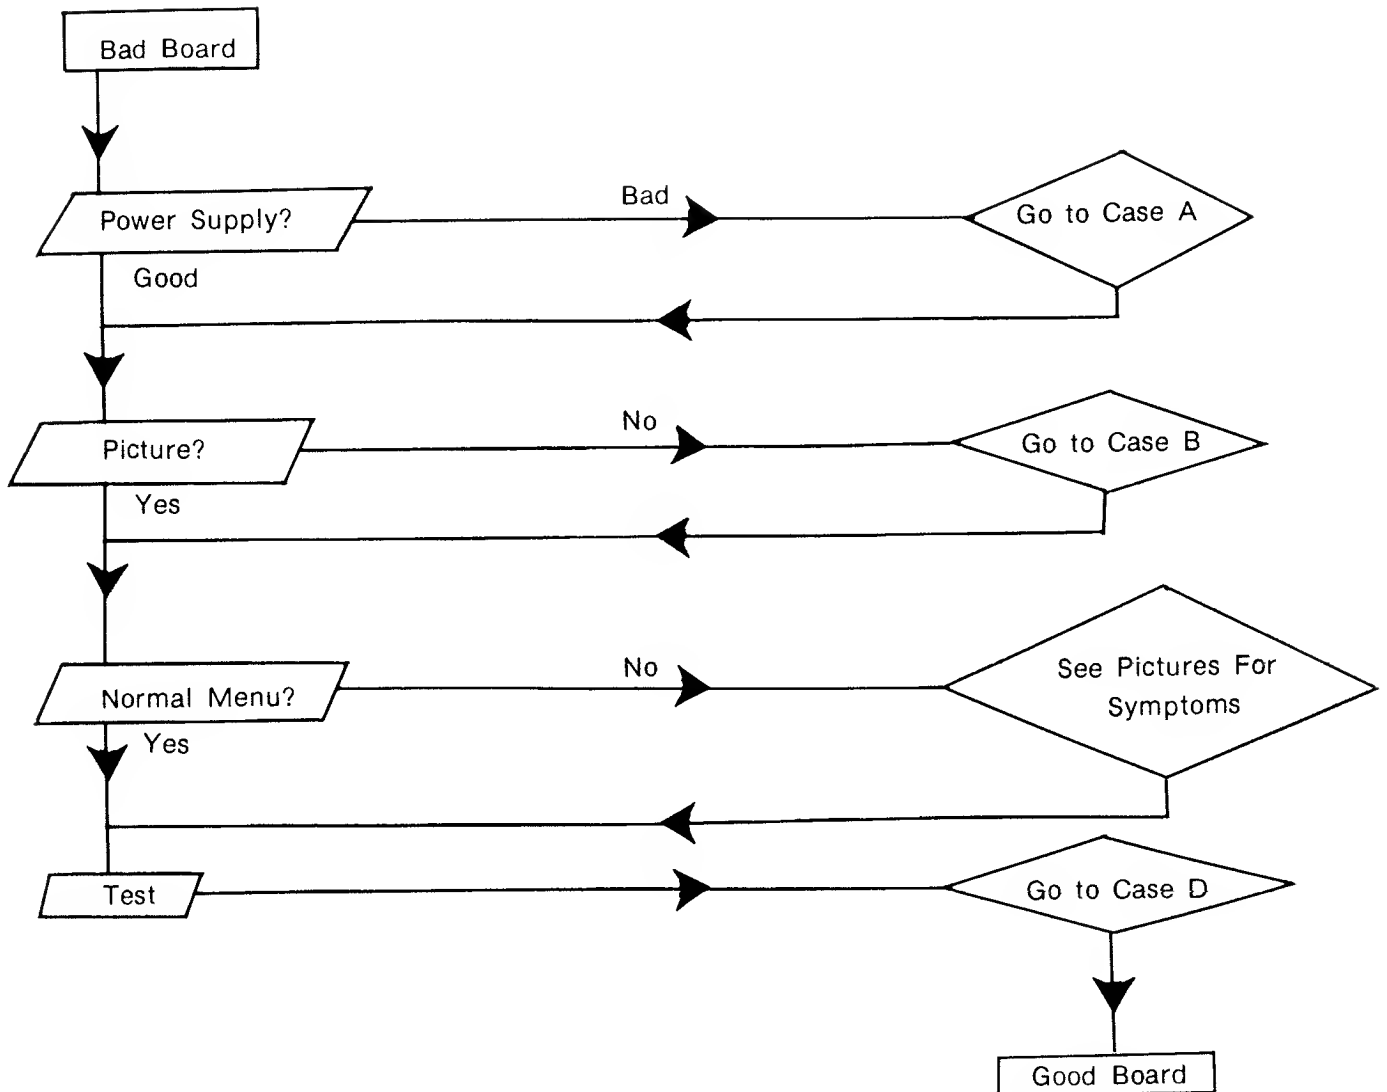 Bad Board
Power Supply?
Bad
Go to Case A
Good
Picture?
No
Go to Case B
Yes
Normal Menu?
No
See Pictures For
Symptoms
Yes
Test
Go to Case D
Good Board